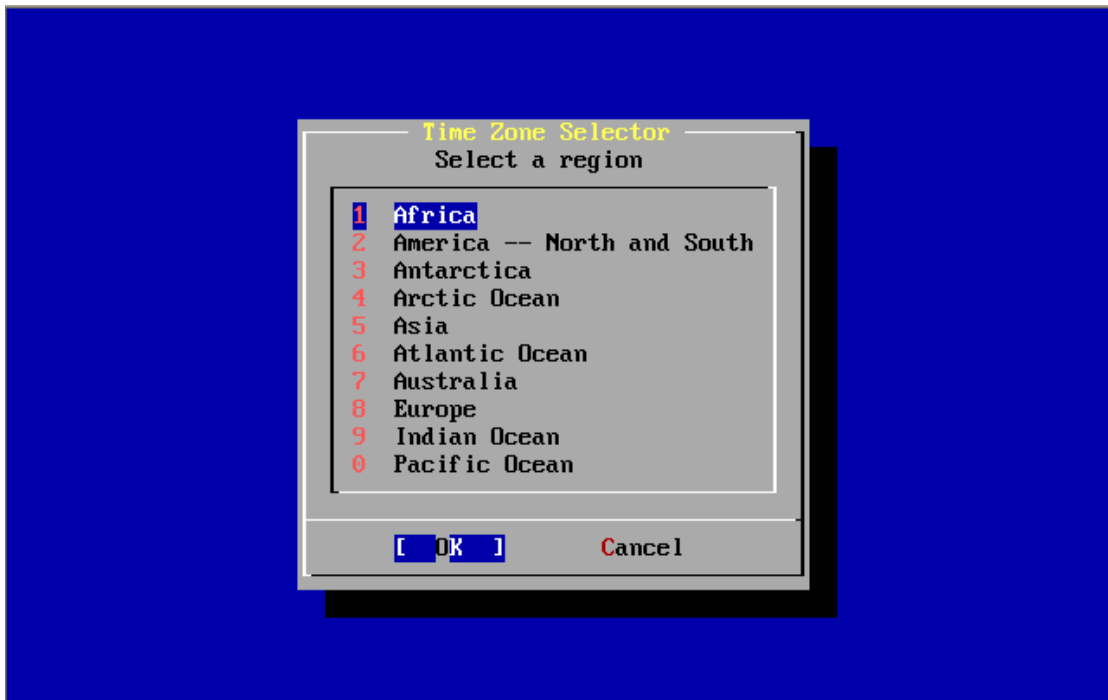 Time Zone Selector
Select a region
1 Africa
2 America -- North and South
3 Antarctica
4 Arctic Ocean
5 Asia
6 Atlantic Ocean
7 Australia
8 Europe
9 Indian Ocean
0 Pacific Ocean
[ OK ] Cancel